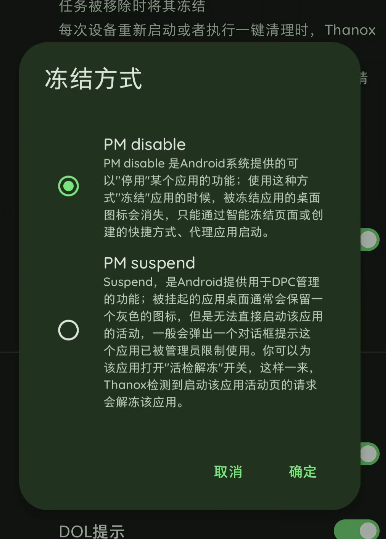 任务被移除时将其冻结
每次设备重新启动或者执行一键清理时，Thanox
冻结方式
情
PM disable
PM disable 是Android系统提供的可
以"停用"某个应用的功能；使用这种方
式"冻结"应用的时候，被冻结应用的桌面
图标会消失，只能通过智能冻结页面或创
建的快捷方式、代理应用启动。
PM suspend
Suspend，是Android提供用于DPC管理
的功能；被挂起的应用桌面通常会保留一
个灰色的图标，但是无法直接启动该应用
的活动，一般会弹出一个对话框提示这
个应用已被管理员限制使用。你可以为
该应用打开"活检解冻"开关，这样一来，
Thanox检测到启动该应用活动页的请求
会解冻该应用。
取消
确定
DOL提示